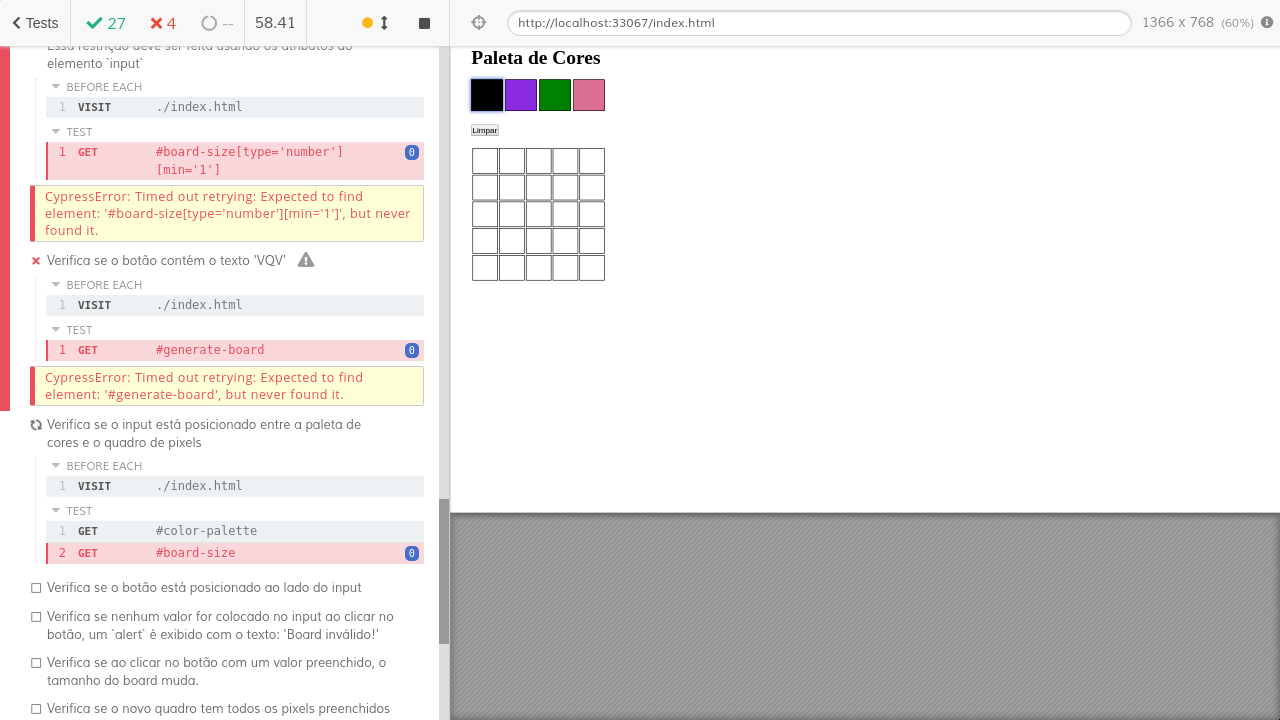 Tests
27
4
--
58.41
http://localhost:33067/index.html
1366 x 768 (60%)
Essa restrição deve ser feita usando os atributos do
elemento `input`
BEFORE EACH
1 VISIT ./index.html
TEST
1 GET #board-size[type='number']
[min='1'] 0
CypressError: Timed out retrying: Expected to find
element: '#board-size[type='number'][min='1']', but never
found it.
Verifica se o botão contém o texto 'VQV'
BEFORE EACH
1 VISIT ./index.html
TEST
1 GET #generate-board 0
CypressError: Timed out retrying: Expected to find
element: '#generate-board', but never found it.
Verifica se o input está posicionado entre a paleta de
cores e o quadro de pixels
BEFORE EACH
1 VISIT ./index.html
TEST
1 GET #color-palette
2 GET #board-size 0
Verifica se o botão está posicionado ao lado do input
Verifica se nenhum valor for colocado no input ao clicar no
botão, um `alert` é exibido com o texto: 'Board inválido!'
Verifica se ao clicar no botão com um valor preenchido, o
tamanho do board muda.
Verifica se o novo quadro tem todos os pixels preenchidos
Paleta de Cores
Limpar